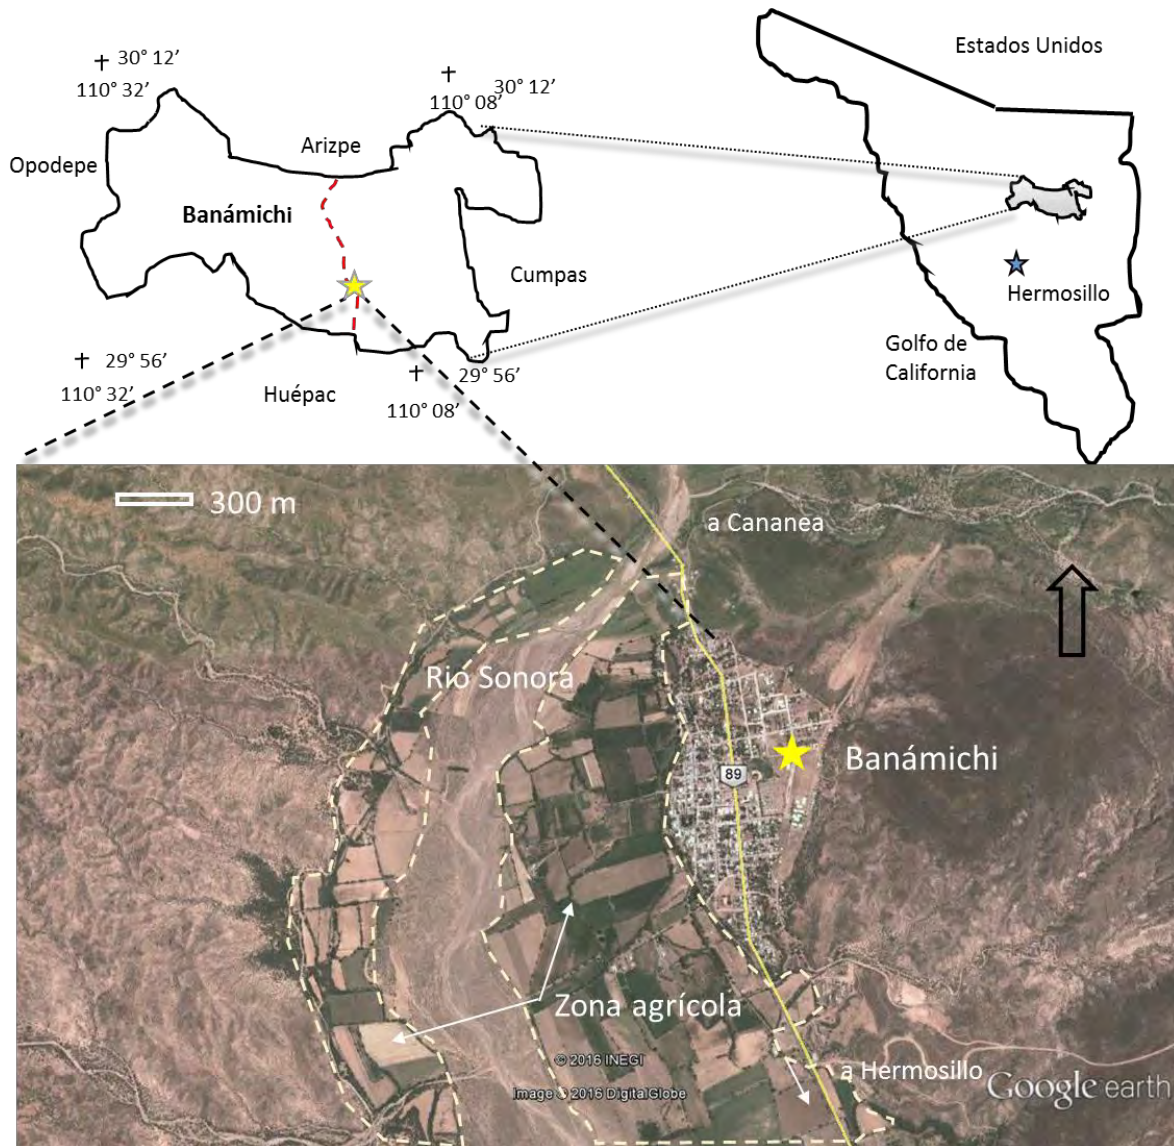 30° 12’
110° 32’
30° 12’
110° 08’
Estados Unidos
Opodepe
Arizpe
Banámichi
Cumpas
Hermosillo
Golfo de
California
29° 56’
110° 32’
Huépac
29° 56’
110° 08’
300 m
a Cananea
Rio Sonora
89
Banámichi
Zona agrícola
© 2016 INEGI
Image © 2016 DigitalGlobe
a Hermosillo
Google earth